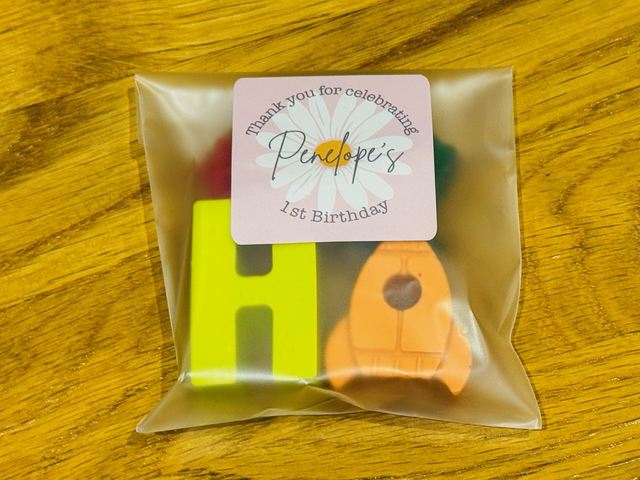 Thank you for celebrating
Penelope's
1st Birthday
H